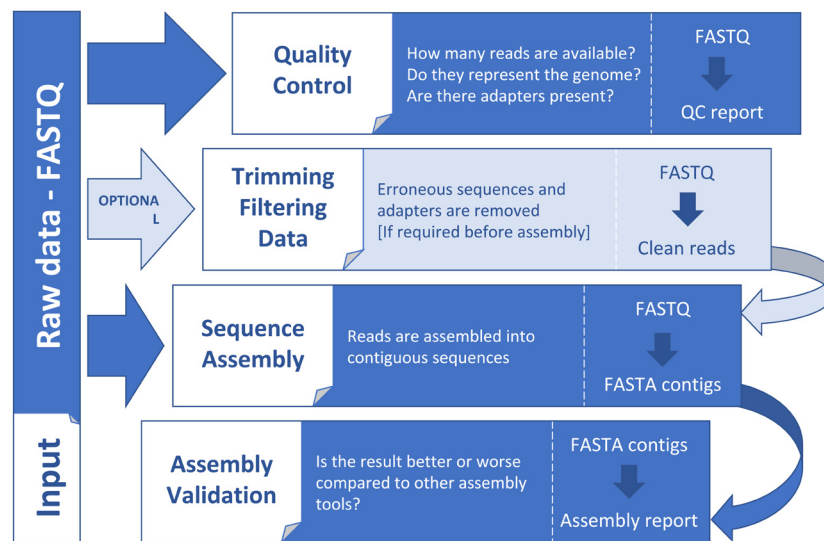 Raw data - FASTQ
Input
Quality
Control
How many reads are available?
Do they represent the genome?
Are there adapters present?
FASTQ
QC report
OPTIONA
L
Trimming
Filtering
Data
Erroneous sequences and
adapters are removed
[If required before assembly]
FASTQ
Clean reads
Sequence
Assembly
Reads are assembled into
contiguous sequences
FASTQ
FASTA contigs
Assembly
Validation
Is the result better or worse
compared to other assembly
tools?
FASTA contigs
Assembly report